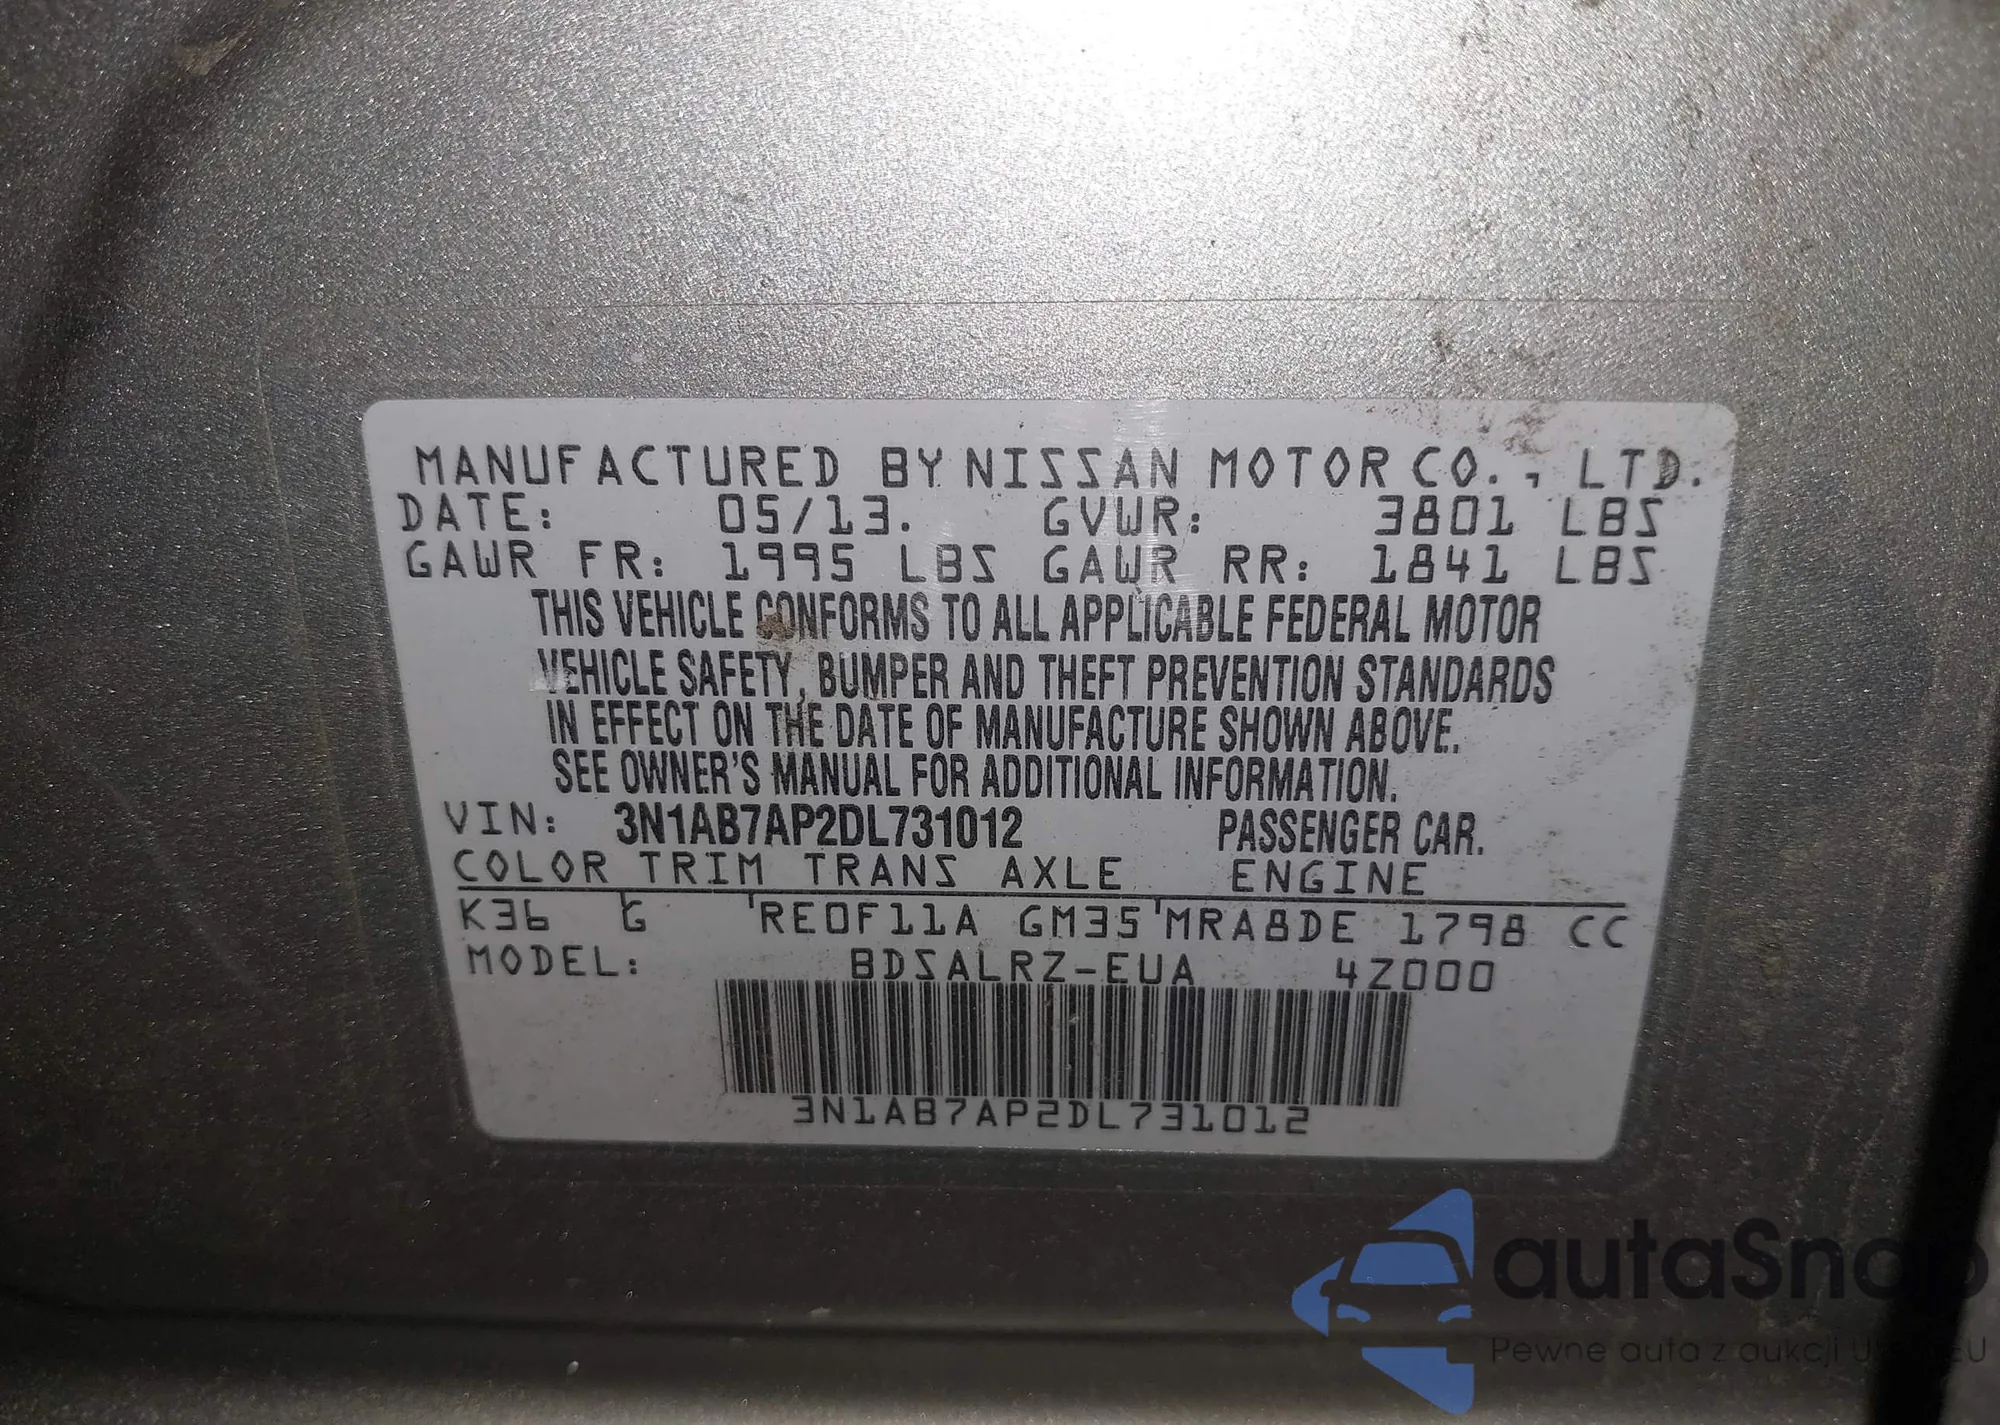 MANUFACTURED BY NISSAN MOTOR CO., LTD.
DATE: 05/13. GVWR: 3801 LBS
GAWR FR: 1995 LBS GAWR RR: 1841 LBS
THIS VEHICLE CONFORMS TO ALL APPLICABLE FEDERAL MOTOR
VEHICLE SAFETY, BUMPER AND THEFT PREVENTION STANDARDS
IN EFFECT ON THE DATE OF MANUFACTURE SHOWN ABOVE.
SEE OWNER'S MANUAL FOR ADDITIONAL INFORMATION.
VIN: 3N1AB7AP2DL731012 PASSENGER CAR.
COLOR TRIM TRANS AXLE ENGINE
K36 G RE0F11A GM35 MRA8DE 1798 CC
MODEL: BDSALRZ-EUA 4Z000
3N1AB7AP2DL731012
autaSnap
Pewne auta z aukcji